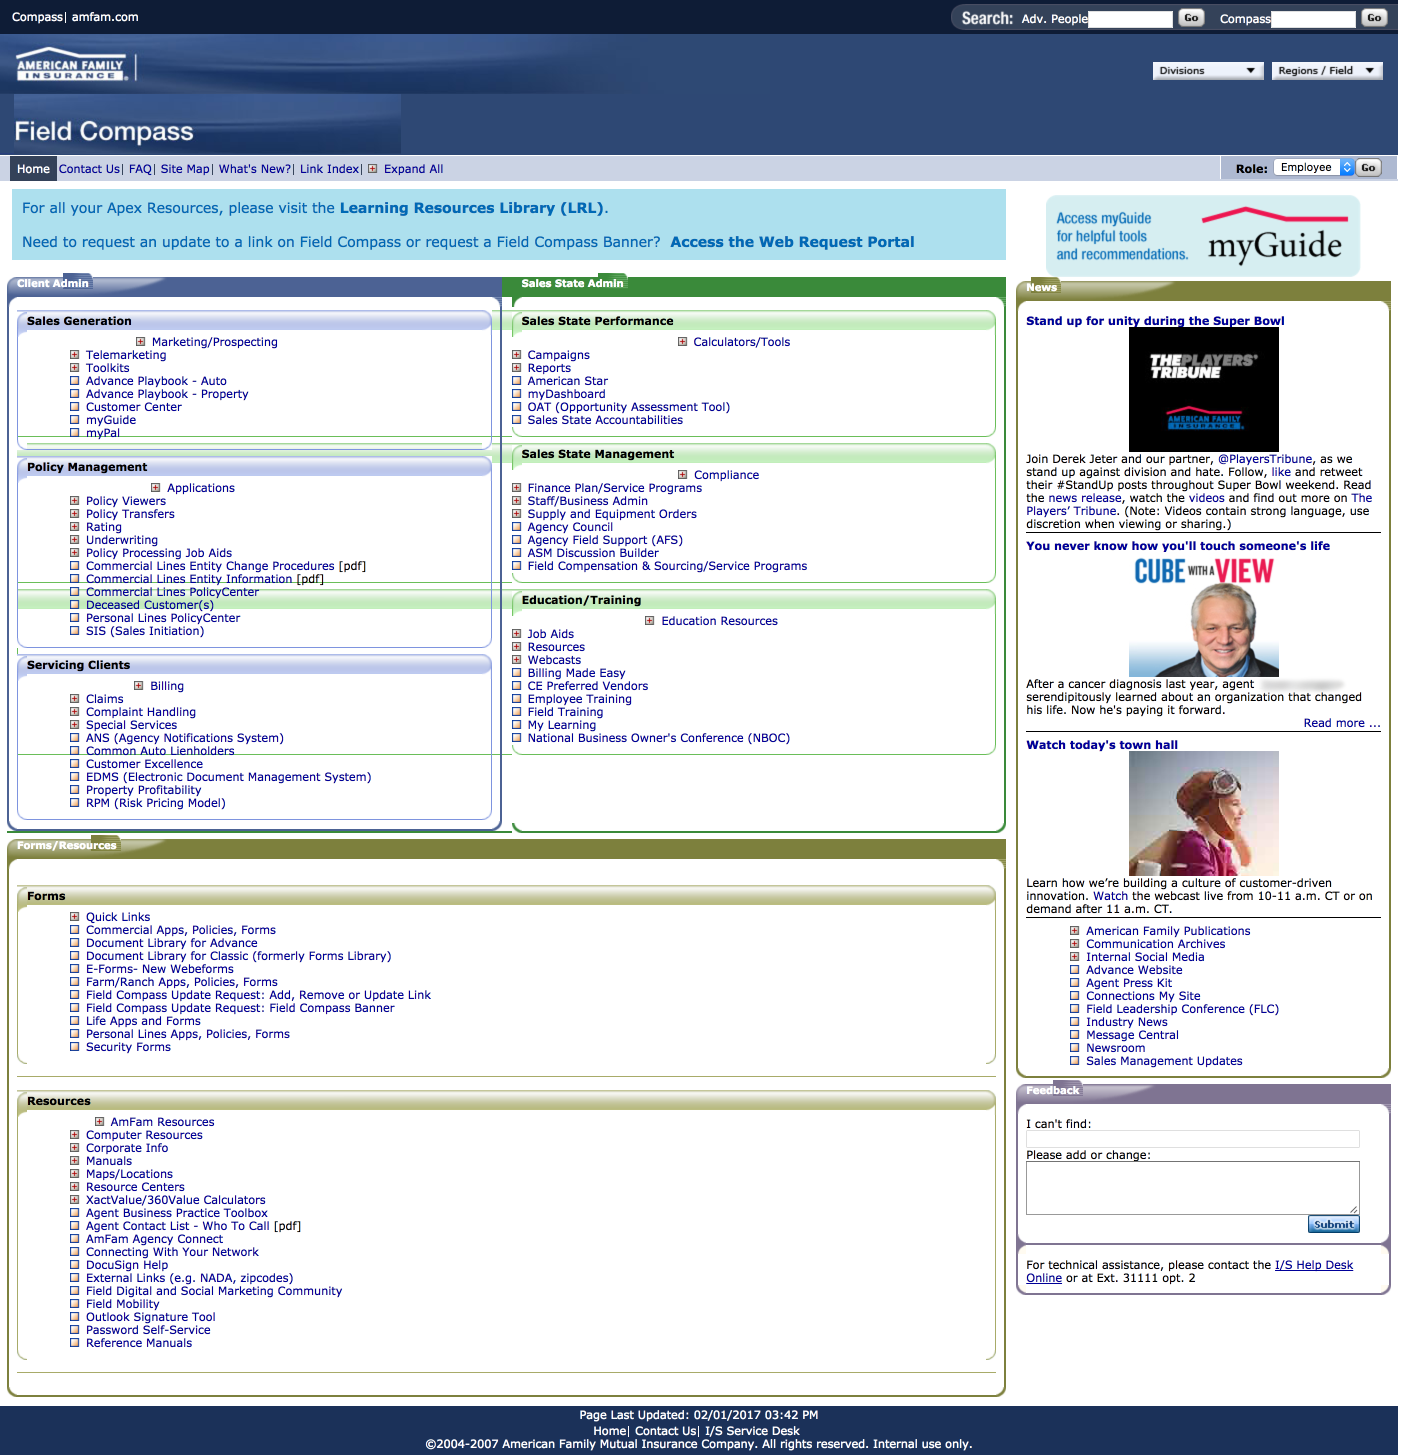 Compass| amfam.com
Search: Adv. People Go Compass Go
AMERICAN FAMILY
INSURANCE
Divisions
Regions / Field
Field Compass
Home Contact Us| FAQ| Site Map| What's New?| Link Index| Expand All
Role: Employee Go
For all your Apex Resources, please visit the Learning Resources Library (LRL).
Need to request an update to a link on Field Compass or request a Field Compass Banner? Access the Web Request Portal
Access myGuide
for helpful tools
and recommendations.
myGuide
Client Admin
Sales Generation
Marketing/Prospecting
Telemarketing
Toolkits
Advance Playbook - Auto
Advance Playbook - Property
Customer Center
myGuide
myPal
Policy Management
Applications
Policy Viewers
Policy Transfers
Rating
Underwriting
Policy Processing Job Aids
Commercial Lines Entity Change Procedures [pdf]
Commercial Lines Entity Information [pdf]
Commercial Lines PolicyCenter
Deceased Customer(s)
Personal Lines PolicyCenter
SIS (Sales Initiation)
Servicing Clients
Billing
Claims
Complaint Handling
Special Services
ANS (Agency Notifications System)
Common Auto Lienholders
Customer Excellence
EDMS (Electronic Document Management System)
Property Profitability
RPM (Risk Pricing Model)
Sales State Admin
Sales State Performance
Calculators/Tools
Campaigns
Reports
American Star
myDashboard
OAT (Opportunity Assessment Tool)
Sales State Accountabilities
Sales State Management
Compliance
Finance Plan/Service Programs
Staff/Business Admin
Supply and Equipment Orders
Agency Council
Agency Field Support (AFS)
ASM Discussion Builder
Field Compensation & Sourcing/Service Programs
Education/Training
Education Resources
Job Aids
Resources
Webcasts
Billing Made Easy
CE Preferred Vendors
Employee Training
Field Training
My Learning
National Business Owner's Conference (NBOC)
Forms/Resources
Forms
Quick Links
Commercial Apps, Policies, Forms
Document Library for Advance
Document Library for Classic (formerly Forms Library)
E-Forms- New Webeforms
Farm/Ranch Apps, Policies, Forms
Field Compass Update Request: Add, Remove or Update Link
Field Compass Update Request: Field Compass Banner
Life Apps and Forms
Personal Lines Apps, Policies, Forms
Security Forms
Resources
AmFam Resources
Computer Resources
Corporate Info
Manuals
Maps/Locations
Resource Centers
XactValue/360Value Calculators
Agent Business Practice Toolbox
Agent Contact List - Who To Call [pdf]
AmFam Agency Connect
Connecting With Your Network
DocuSign Help
External Links (e.g. NADA, zipcodes)
Field Digital and Social Marketing Community
Field Mobility
Outlook Signature Tool
Password Self-Service
Reference Manuals
News
Stand up for unity during the Super Bowl
THE PLAYERS'
TRIBUNE
AMERICAN FAMILY
INSURANCE
Join Derek Jeter and our partner, @PlayersTribune, as we
stand up against division and hate. Follow, like and retweet
their #StandUp posts throughout Super Bowl weekend. Read
the news release, watch the videos and find out more on The
Players' Tribune. (Note: Videos contain strong language, use
discretion when viewing or sharing.)
You never know how you'll touch someone's life
CUBE WITH A VIEW
After a cancer diagnosis last year, agent
serendipitously learned about an organization that changed
his life. Now he's paying it forward.
Read more ...
Watch today's town hall
Learn how we're building a culture of customer-driven
innovation. Watch the webcast live from 10-11 a.m. CT or on
demand after 11 a.m. CT.
American Family Publications
Communication Archives
Internal Social Media
Advance Website
Agent Press Kit
Connections My Site
Field Leadership Conference (FLC)
Industry News
Message Central
Newsroom
Sales Management Updates
Feedback
I can't find:
Please add or change:
Submit
For technical assistance, please contact the I/S Help Desk
Online or at Ext. 31111 opt. 2
Page Last Updated: 02/01/2017 03:42 PM
Home| Contact Us| I/S Service Desk
©2004-2007 American Family Mutual Insurance Company. All rights reserved. Internal use only.